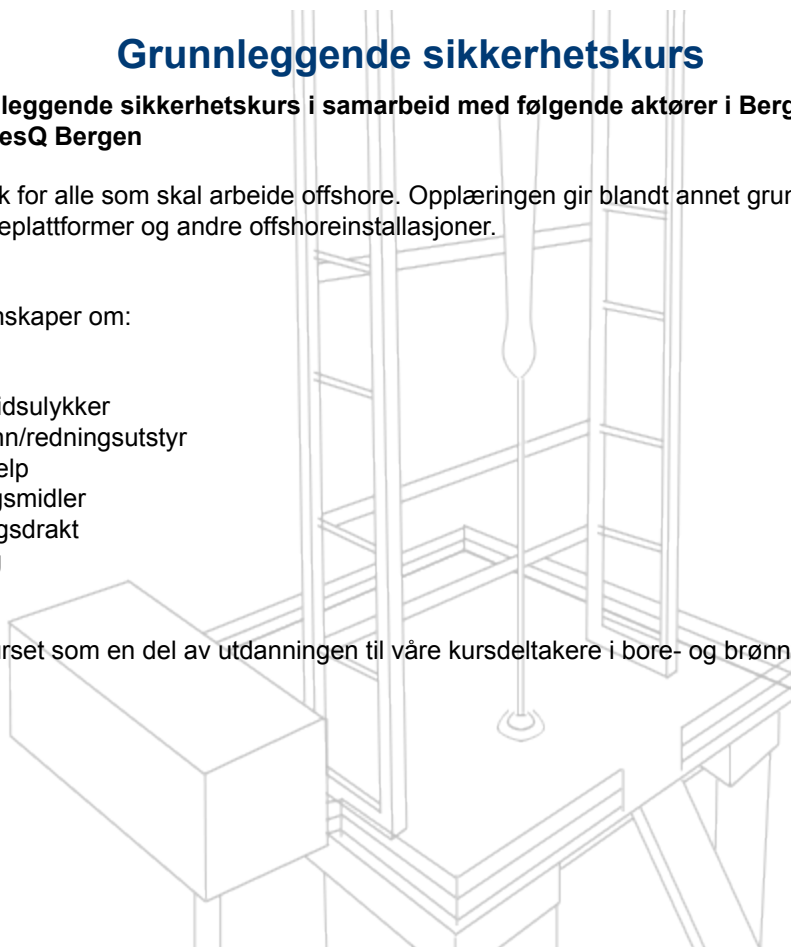 Grunnleggende sikkerhetskurs
leggende sikkerhetskurs i samarbeid med følgende aktører i Berg
esQ Bergen
k for alle som skal arbeide offshore. Opplæringen gir blandt annet grun
eplattformer og andre offshoreinstallasjoner.
nskaper om:
idsulykker
nn/redningsutstyr
elp
gsmidler
gsdrakt
urset som en del av utdanningen til våre kursdeltakere i bore- og brønn